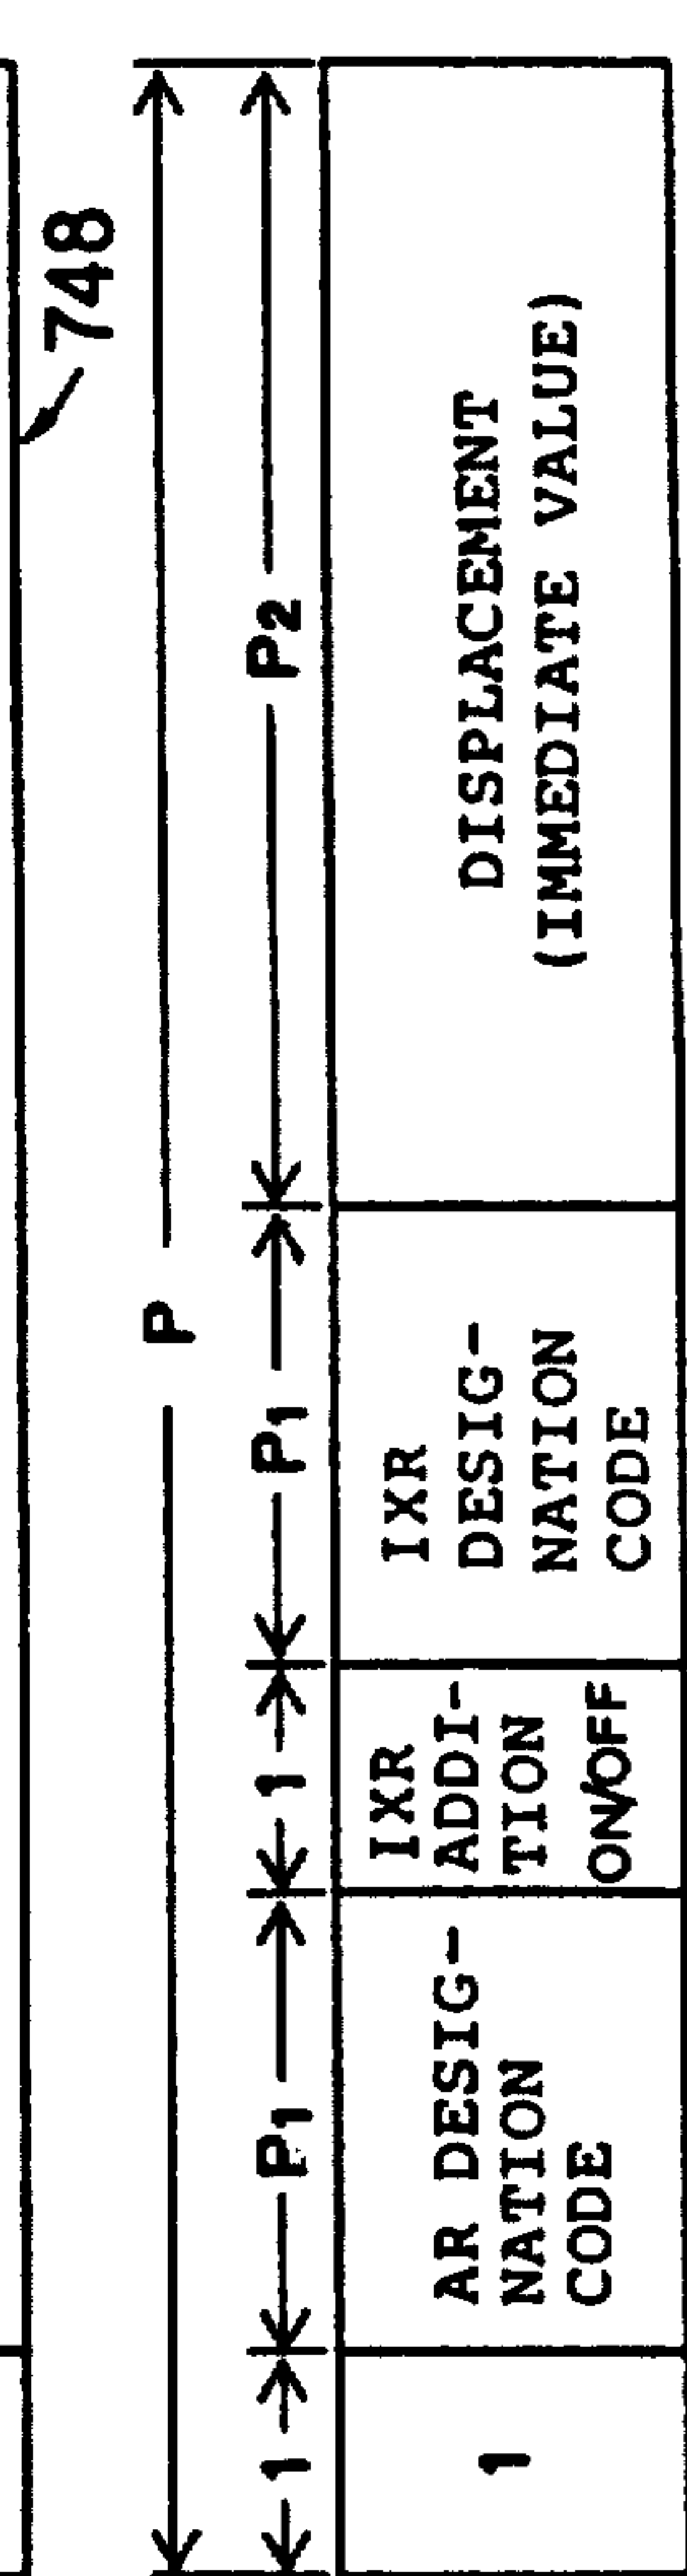 748
P
1
P1
1
P1
P2
1
AR DESIG-
NATION
CODE
IXR
ADDI-
TION
ON/OFF
IXR
DESIG-
NATION
CODE
DISPLACEMENT
(IMMEDIATE VALUE)